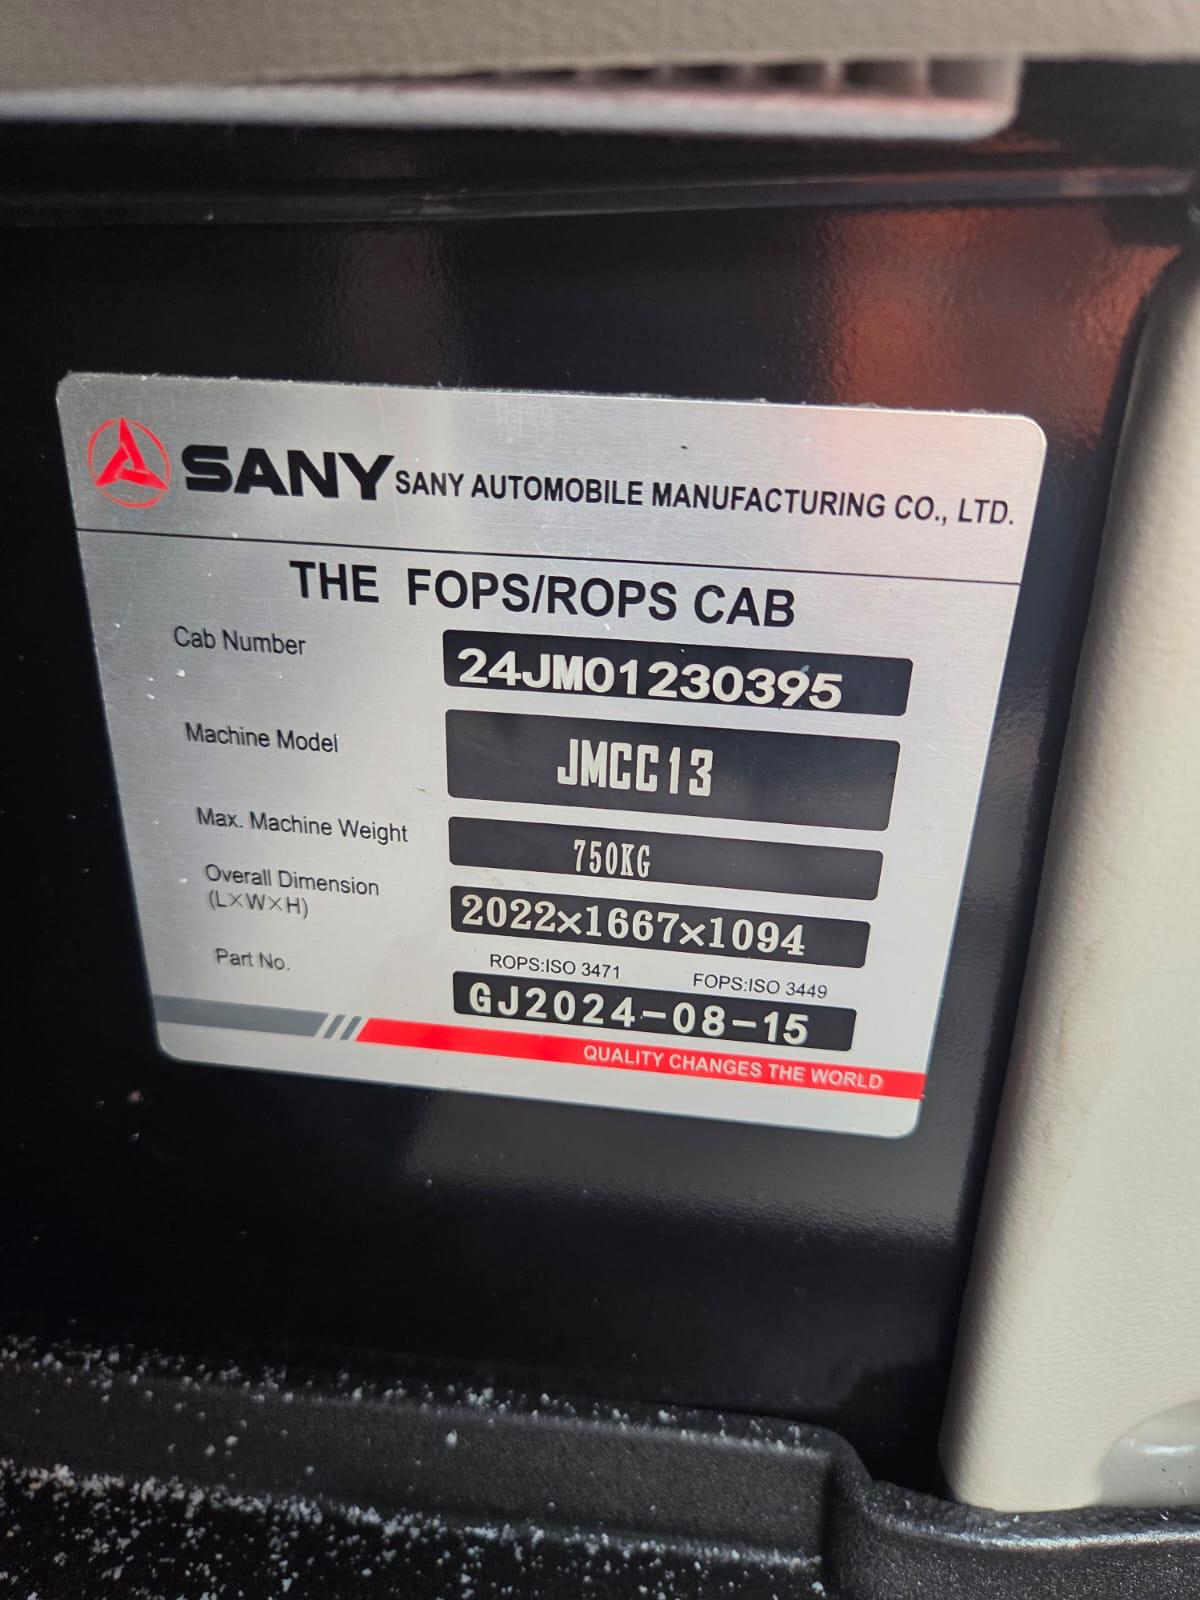 SANY SANY AUTOMOBILE MANUFACTURING CO., LTD.
THE FOPS/ROPS CAB
Cab Number 24JM01230395
Machine Model JMCC13
Max. Machine Weight 750KG
Overall Dimension
(L×W×H) 2022×1667×1094
ROPS:ISO 3471 FOPS:ISO 3449
Part No. GJ2024-08-15
QUALITY CHANGES THE WORLD